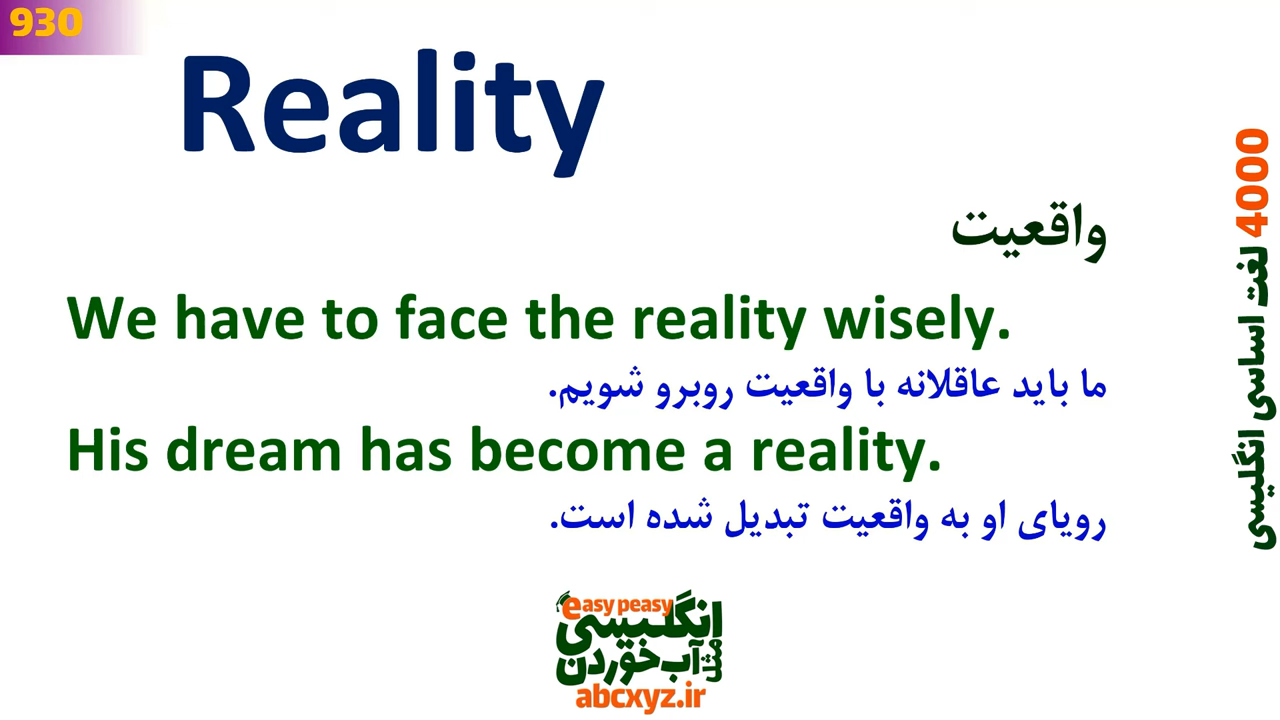 930
Reality
واقعیت
We have to face the reality wisely.
ما باید عاقلانه با واقعیت روبرو شویم.
His dream has become a reality.
رویای او به واقعیت تبدیل شده است.
4000 لغت اساسی انگلیسی
easy peasy
انگلیسی
مثل آب خوردن
abcxyz.ir